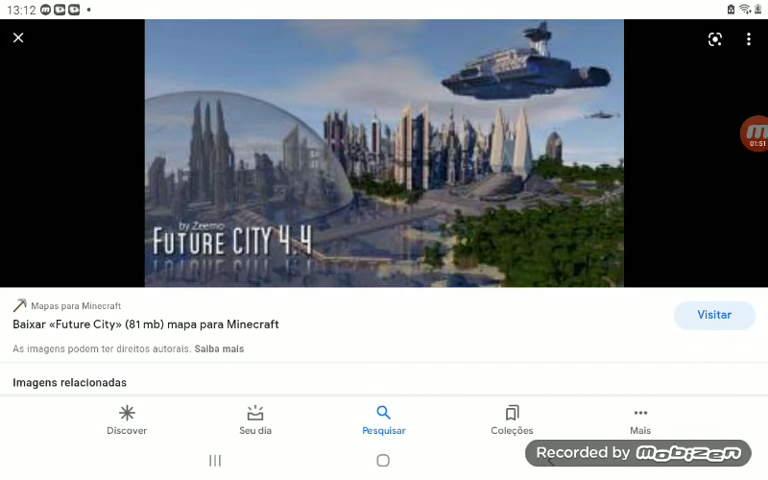 13:12
01:51
by Zeemo
FUTURE CITY 4.4
Mapas para Minecraft
Baixar «Future City» (81 mb) mapa para Minecraft
Visitar
As imagens podem ter direitos autorais. Saiba mais
Imagens relacionadas
Discover
Seu dia
Pesquisar
Coleções
Mais
Recorded by mobizen